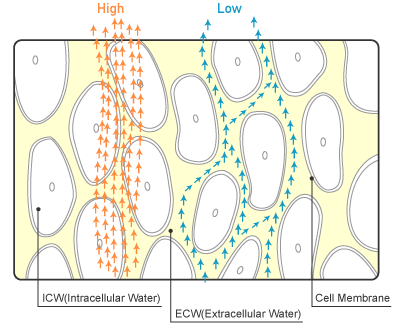 High
Low
ICW(Intracellular Water)
ECW(Extracellular Water)
Cell Membrane